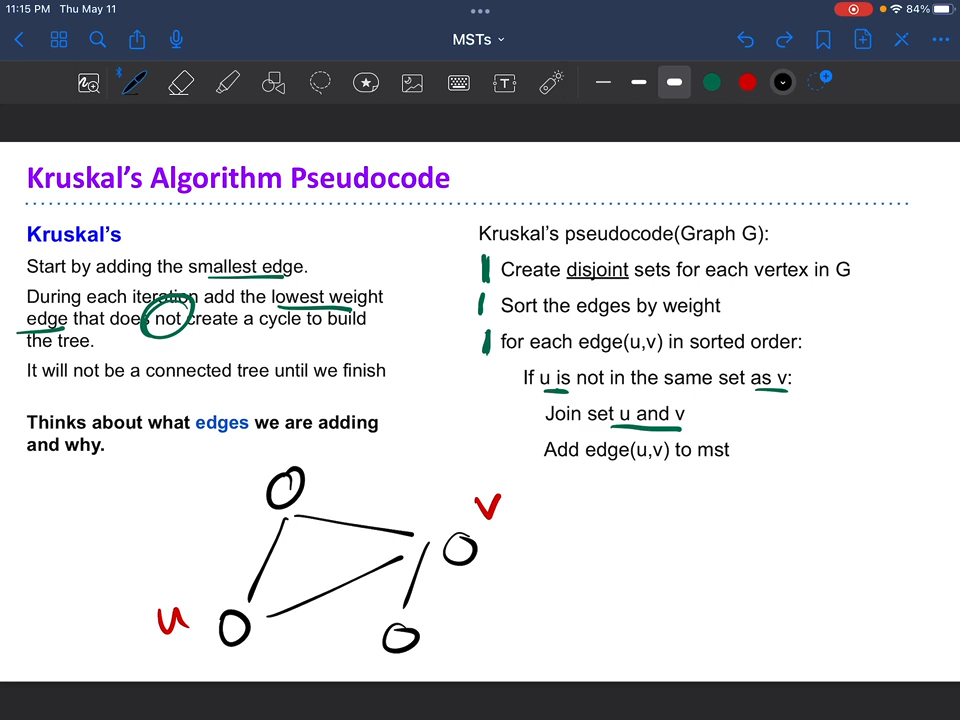 11:15 PM Thu May 11
84%
MSTs
T
Kruskal's Algorithm Pseudocode
Kruskal's
Start by adding the smallest edge.
During each iteration add the lowest weight
edge that does not create a cycle to build
the tree.
It will not be a connected tree until we finish
Thinks about what edges we are adding
and why.
Kruskal's pseudocode(Graph G):
Create disjoint sets for each vertex in G
Sort the edges by weight
for each edge(u,v) in sorted order:
If u is not in the same set as v:
Join set u and v
Add edge(u,v) to mst
v
u